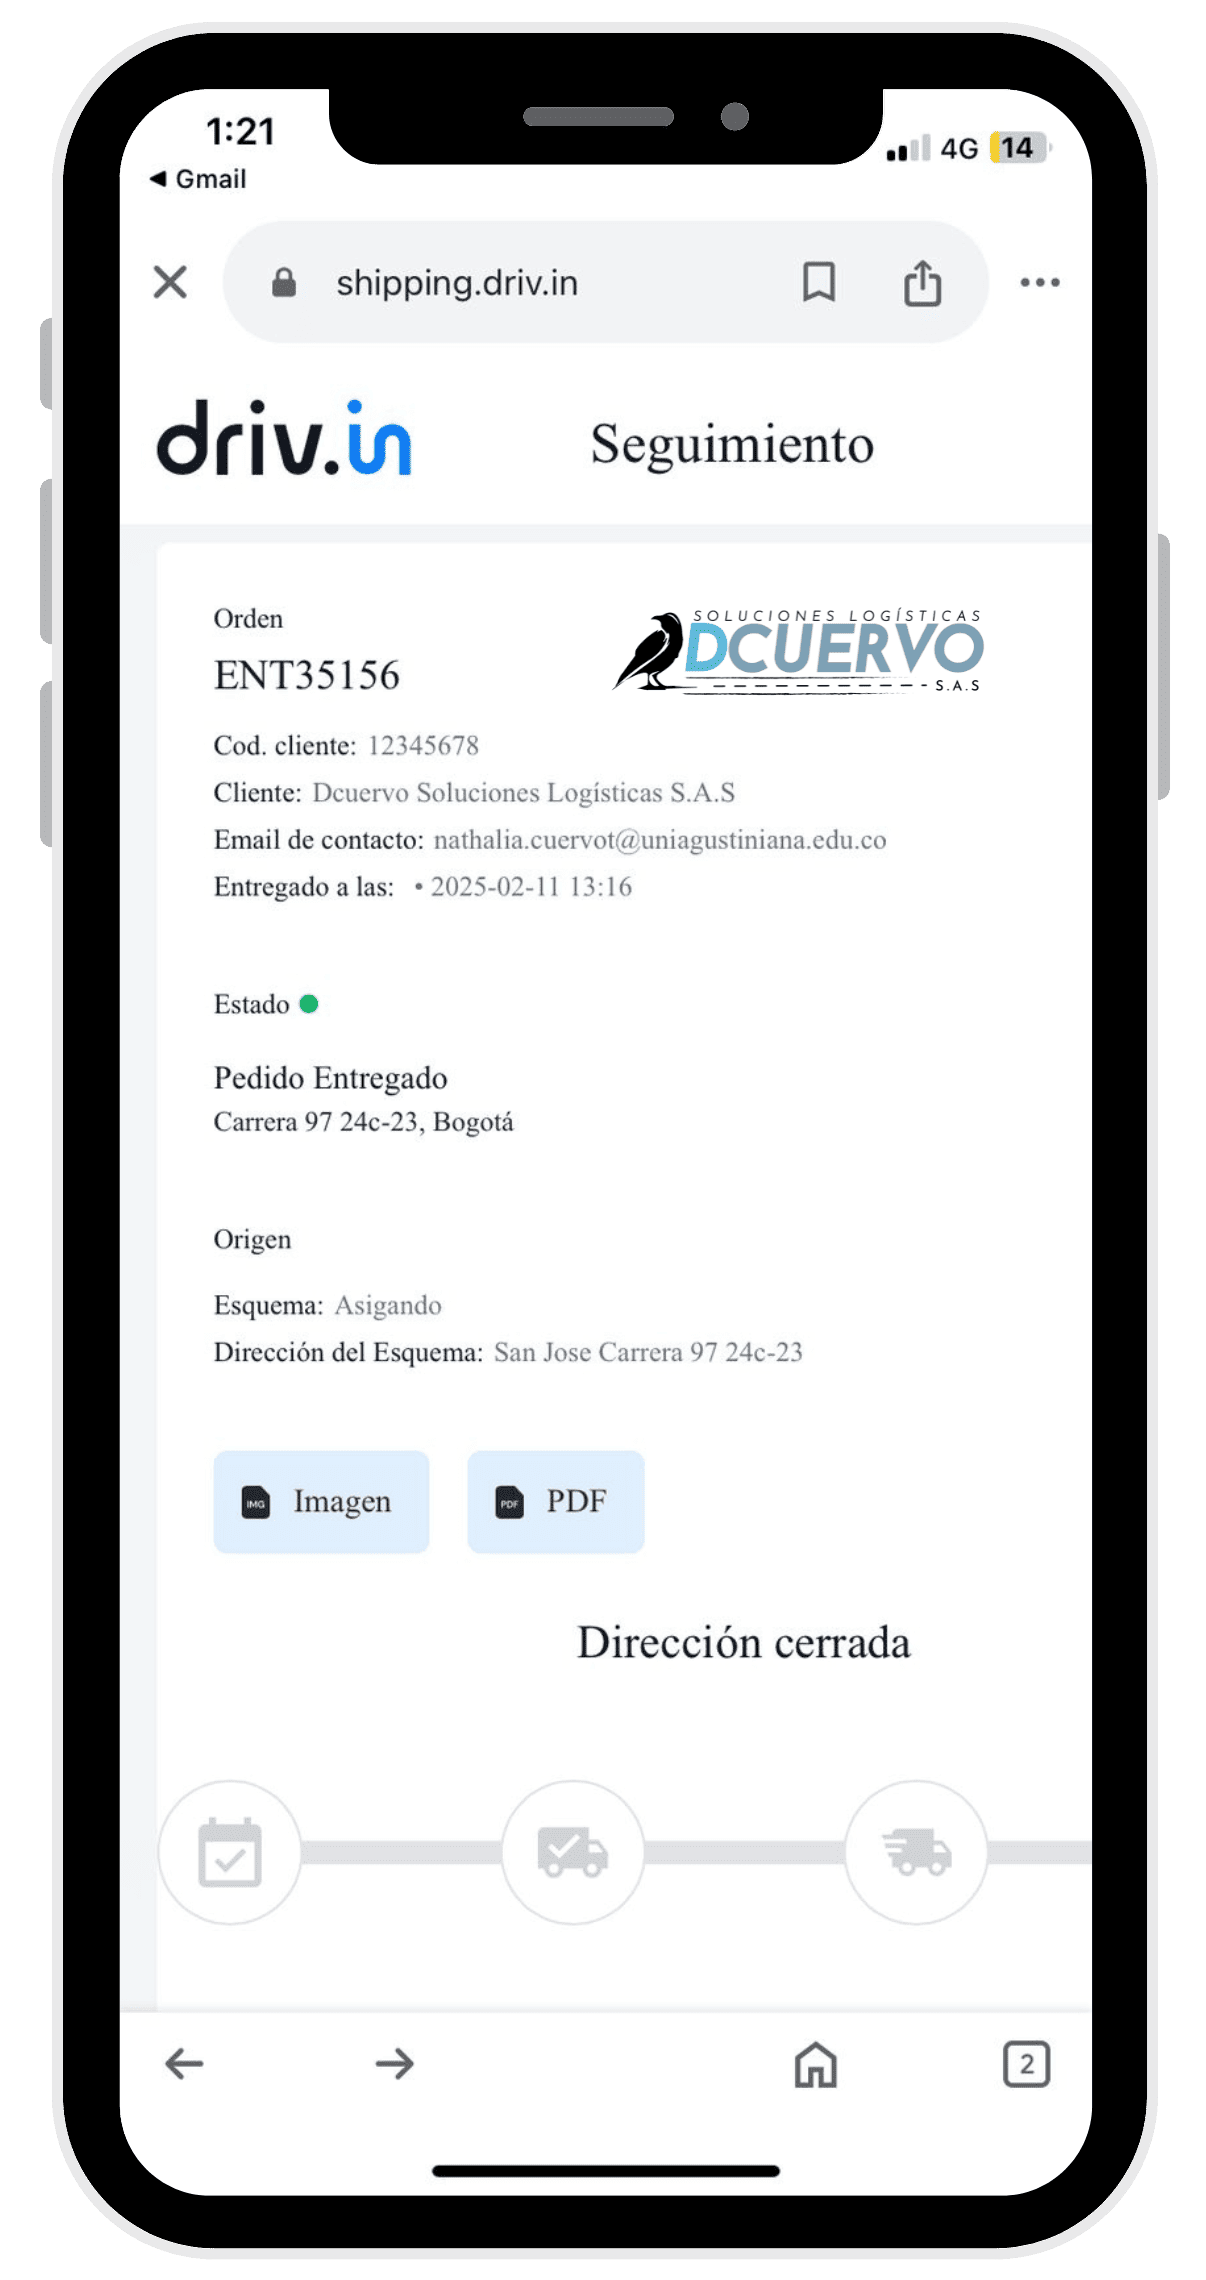 1:21
4G 14
◀ Gmail
shipping.driv.in
driv.in
Seguimiento
Orden
SOLUCIONES LOGÍSTICAS
DCUERVO
S.A.S
ENT35156
Cod. cliente: 12345678
Cliente: Dcuervo Soluciones Logísticas S.A.S
Email de contacto: nathalia.cuervot@uniagustiniana.edu.co
Entregado a las: • 2025-02-11 13:16
Estado
Pedido Entregado
Carrera 97 24c-23, Bogotá
Origen
Esquema: Asigando
Dirección del Esquema: San Jose Carrera 97 24c-23
IMG Imagen
PDF PDF
Dirección cerrada
2